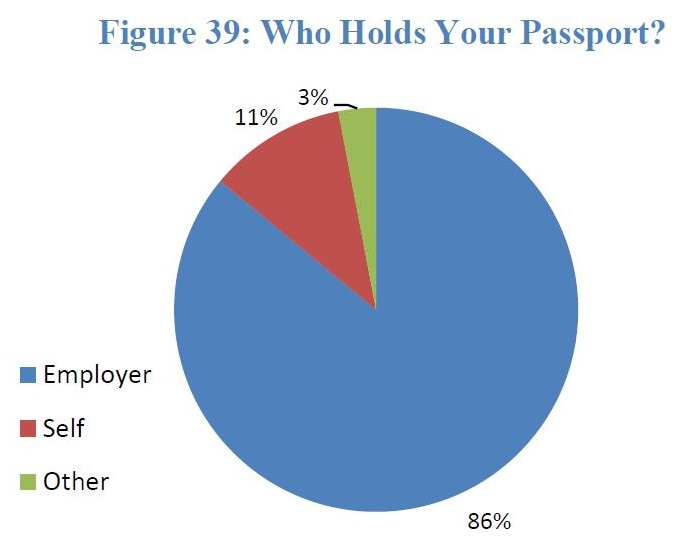 Figure 39: Who Holds Your Passport?
3%
11%
Employer
Self
Other
86%